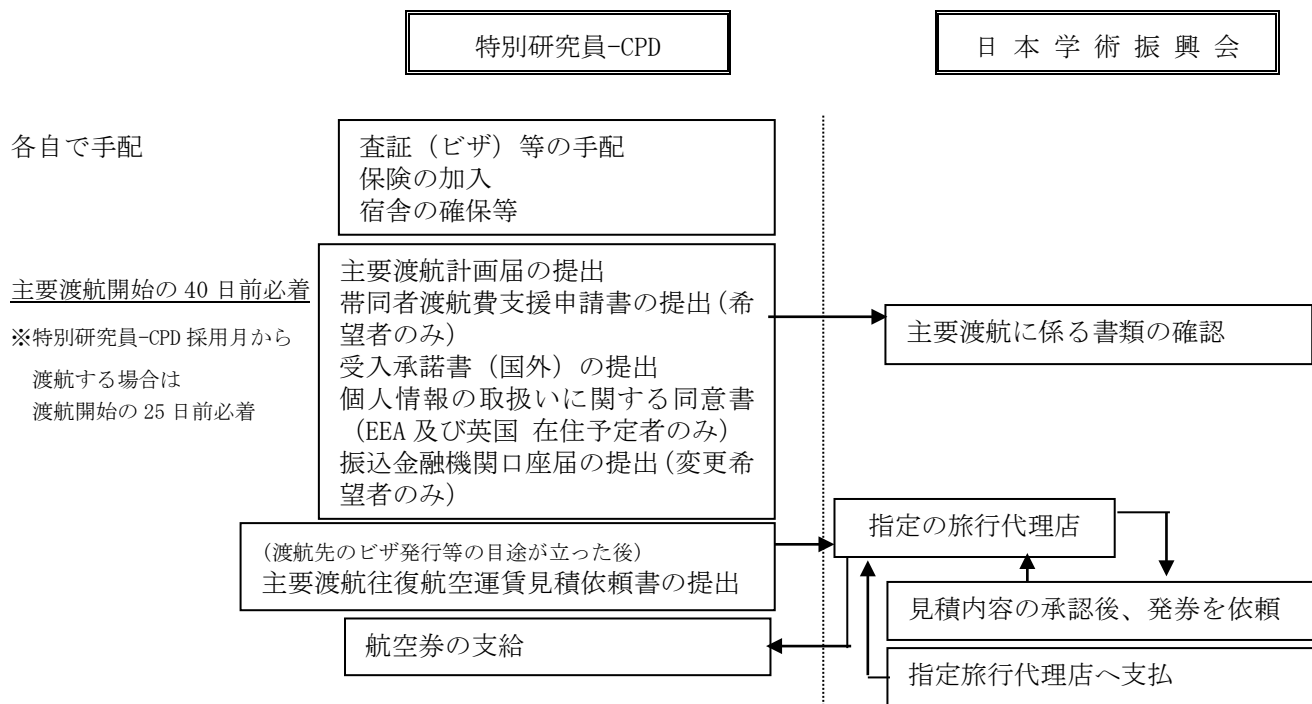 特別研究員-CPD
日本学術振興会
各自で手配
査証（ビザ）等の手配
保険の加入
宿舎の確保等
主要渡航開始の 40 日前必着
※特別研究員-CPD 採用月から
渡航する場合は
渡航開始の 25 日前必着
主要渡航計画届の提出
帯同者渡航費支援申請書の提出(希
望者のみ)
受入承諾書（国外）の提出
個人情報の取扱いに関する同意書
（EEA 及び英国 在住予定者のみ）
振込金融機関口座届の提出(変更希
望者のみ)
主要渡航に係る書類の確認
(渡航先のビザ発行等の目途が立った後)
主要渡航往復航空運賃見積依頼書の提出
指定の旅行代理店
見積内容の承認後、発券を依頼
航空券の支給
指定旅行代理店へ支払